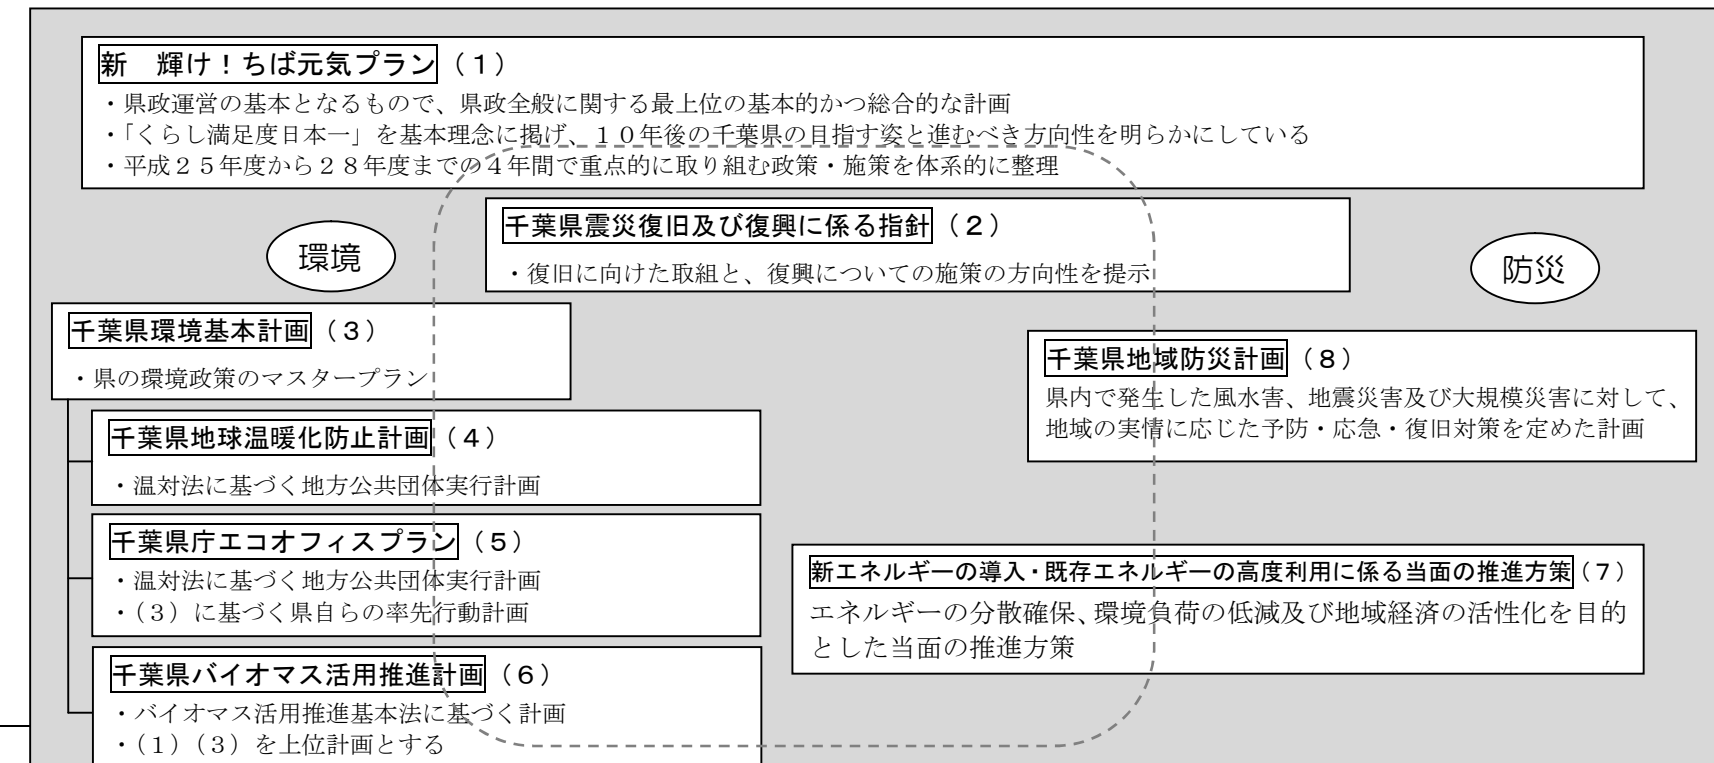 新　輝け！ちば元気プラン（１）
・県政運営の基本となるもので、県政全般に関する最上位の基本的かつ総合的な計画
・「くらし満足度日本一」を基本理念に掲げ、１０年後の千葉県の目指す姿と進むべき方向性を明らかにしている
・平成２５年度から２８年度までの４年間で重点的に取り組む政策・施策を体系的に整理
千葉県震災復旧及び復興に係る指針（２）
・復旧に向けた取組と、復興についての施策の方向性を提示
環境
防災
千葉県環境基本計画（３）
・県の環境政策のマスタープラン
千葉県地域防災計画（８）
県内で発生した風水害、地震災害及び大規模災害に対して、
地域の実情に応じた予防・応急・復旧対策を定めた計画
千葉県地球温暖化防止計画（４）
・温対法に基づく地方公共団体実行計画
千葉県庁エコオフィスプラン（５）
・温対法に基づく地方公共団体実行計画
・（３）に基づく県自らの率先行動計画
新エネルギーの導入・既存エネルギーの高度利用に係る当面の推進方策（７）
エネルギーの分散確保、環境負荷の低減及び地域経済の活性化を目的
とした当面の推進方策
千葉県バイオマス活用推進計画（６）
・バイオマス活用推進基本法に基づく計画
・（１）（３）を上位計画とする